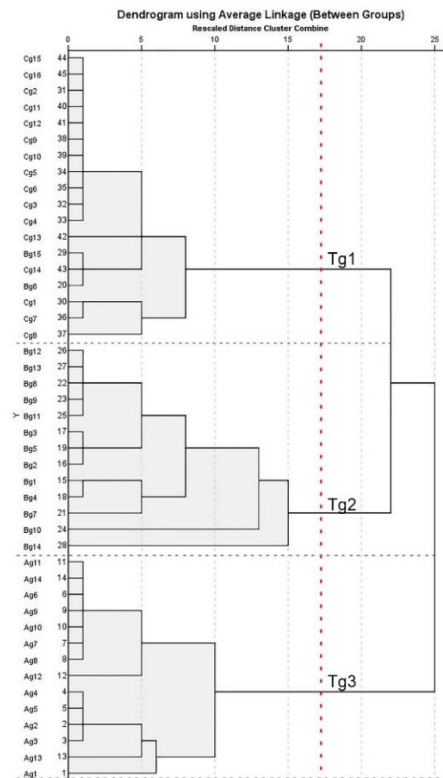 Dendrogram using Average Linkage (Between Groups)
Rescaled Distance Cluster Combine
0 5 10 15 20 25
Cg15 44
Cg16 45
Cg2 31
Cg11 40
Cg12 41
Cg9 38
Cg10 39
Cg5 34
Cg6 35
Cg3 32
Cg4 33
Cg13 42
Bg15 29
Cg14 43 Tg1
Bg6 20
Cg1 30
Cg7 36
Cg8 37
Bg12 26
Bg13 27
Bg8 22
Bg9 23
Y Bg11 25
Bg3 17
Bg5 19
Bg2 16
Bg1 15
Bg4 18
Bg7 21 Tg2
Bg10 24
Bg14 28
Ag11 11
Ag14 14
Ag6 6
Ag9 9
Ag10 10
Ag7 7
Ag8 8
Ag12 12
Ag4 4 Tg3
Ag5 5
Ag2 2
Ag3 3
Ag13 13
Ag1 1